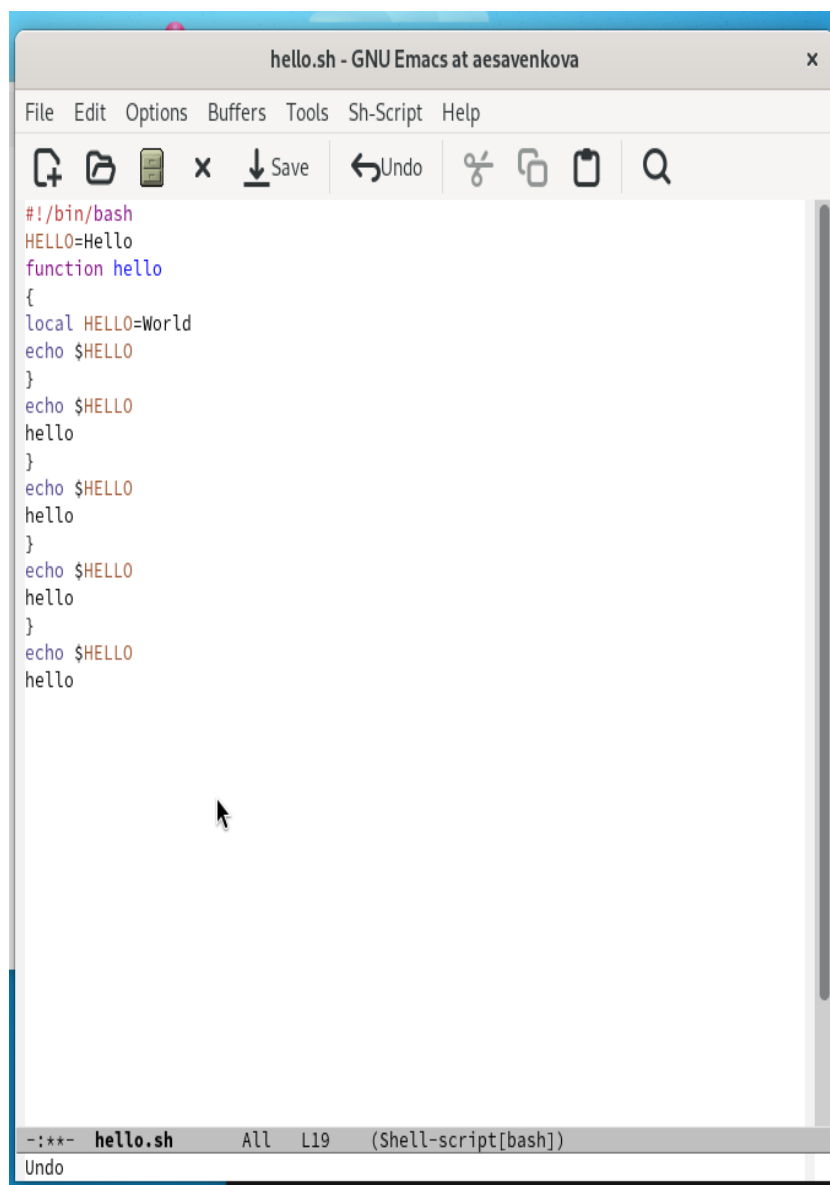 hello.sh - GNU Emacs at aesavenkova
File Edit Options Buffers Tools Sh-Script Help
Save Undo
#!/bin/bash
HELLO=Hello
function hello
{
local HELLO=World
echo $HELLO
}
echo $HELLO
hello
}
echo $HELLO
hello
}
echo $HELLO
hello
}
echo $HELLO
hello
-:**- hello.sh All L19 (Shell-script[bash])
Undo